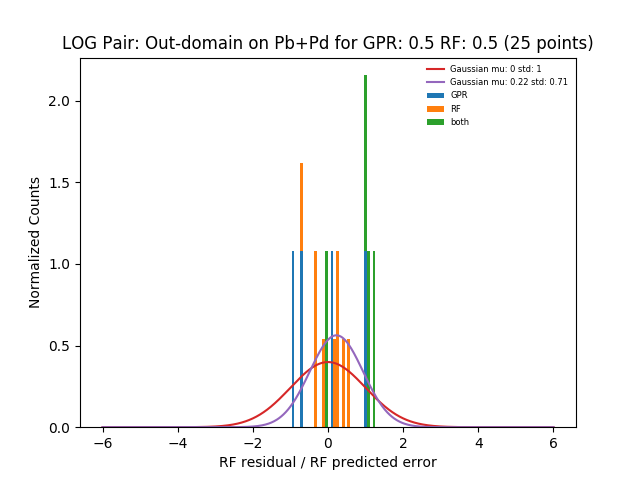 LOG Pair: Out-domain on Pb+Pd for GPR: 0.5 RF: 0.5 (25 points)
Gaussian mu: 0 std: 1
Gaussian mu: 0.22 std: 0.71
GPR
RF
both
Normalized Counts
2.0
1.5
1.0
0.5
0.0
−6 −4 −2 0 2 4 6
RF residual / RF predicted error